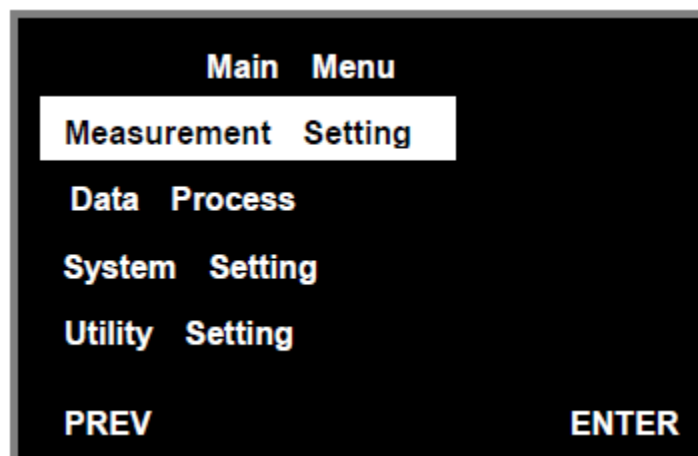 Main Menu
Measurement Setting
Data Process
System Setting
Utility Setting
PREV ENTER